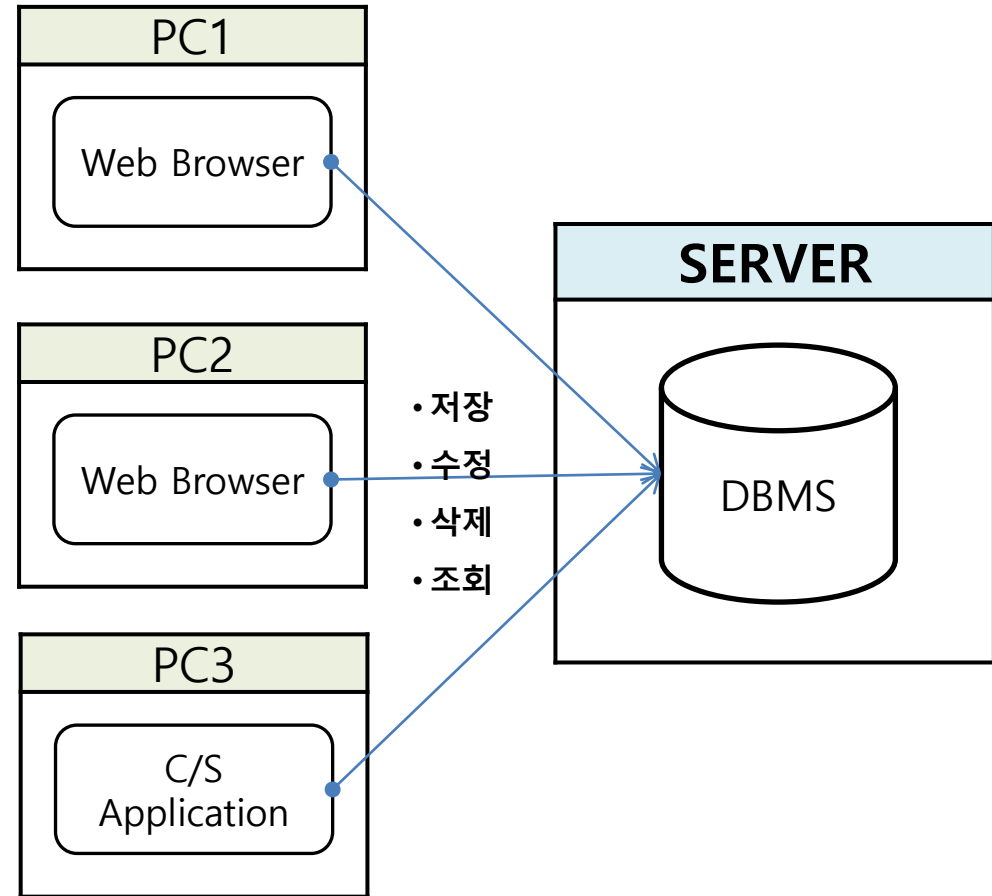 PC1
Web Browser
PC2
Web Browser
PC3
C/S
Application
• 저장
• 수정
• 삭제
• 조회
SERVER
DBMS